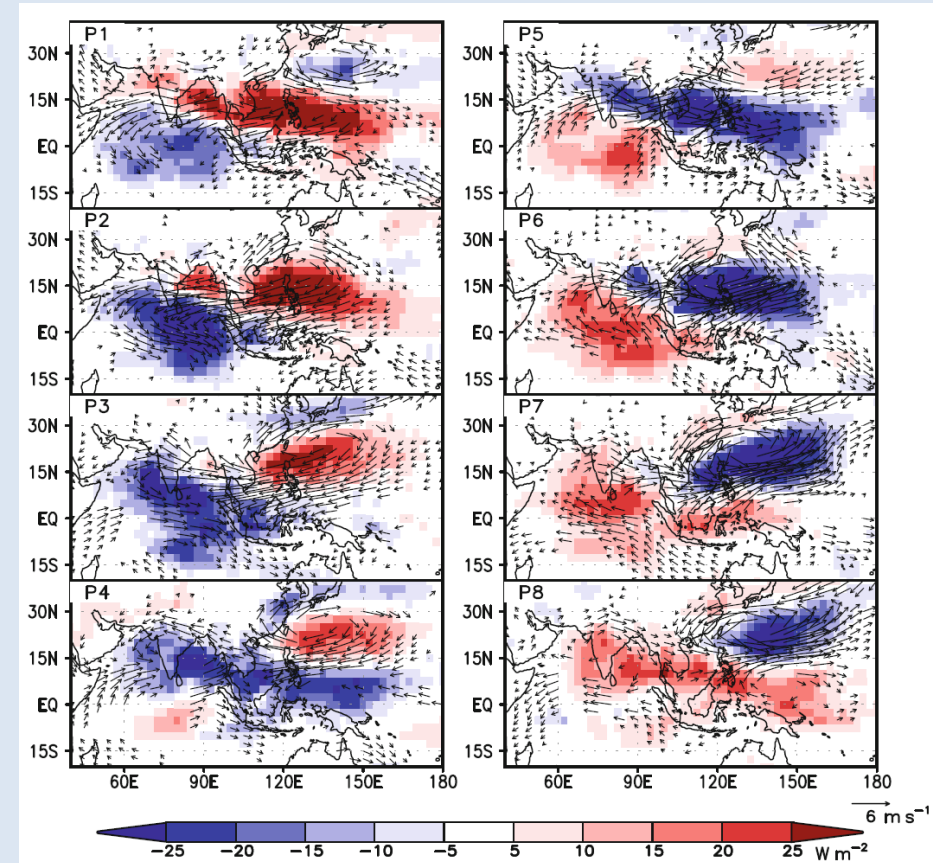 P1 P5
30N
15N
EQ
15S
P2 P6
30N
15N
EQ
15S
P3 P7
30N
15N
EQ
15S
P4 P8
30N
15N
EQ
15S
60E 90E 120E 150E 180 60E 90E 120E 150E 180
6 m s⁻¹
−25 −20 −15 −10 −5 5 10 15 20 25 W m⁻²